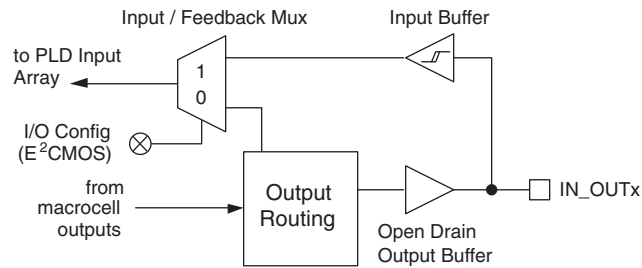 Input / Feedback Mux
Input Buffer
to PLD Input
Array
1
0
I/O Config
(E²CMOS)
from
macrocell
outputs
Output
Routing
IN_OUTx
Open Drain
Output Buffer